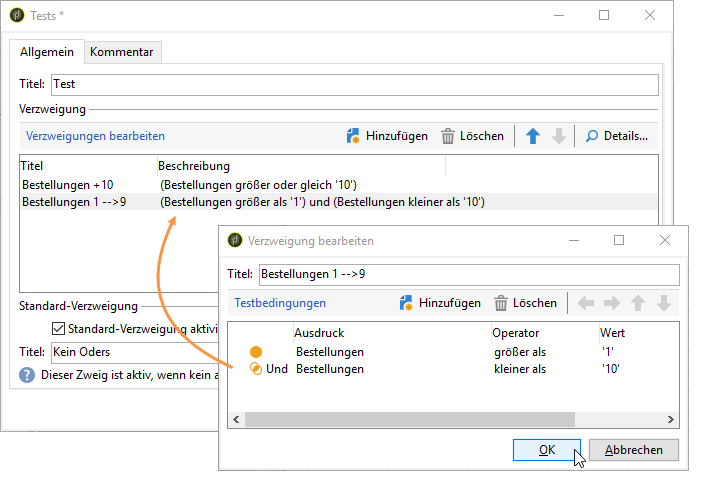 Tests *
Allgemein Kommentar
Titel: Test
Verzweigung
Verzweigungen bearbeiten Hinzufügen Löschen Details...
Titel Beschreibung
Bestellungen +10 (Bestellungen größer oder gleich '10')
Bestellungen 1 -->9 (Bestellungen größer als '1') und (Bestellungen kleiner als '10')
Standard-Verzweigung
Standard-Verzweigung aktivi
Titel: Kein Oders
Dieser Zweig ist aktiv, wenn kein a
Verzweigung bearbeiten
Titel: Bestellungen 1 -->9
Testbedingungen Hinzufügen Löschen
Ausdruck Operator Wert
Bestellungen größer als '1'
Und Bestellungen kleiner als '10'
OK Abbrechen